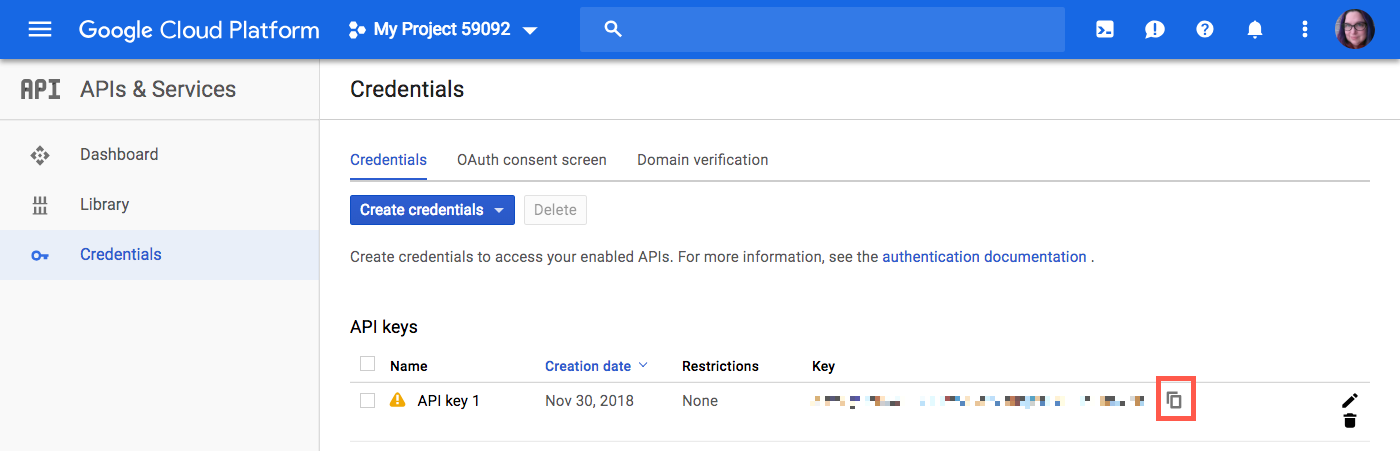 Google Cloud Platform My Project 59092
API APIs & Services
Credentials
Dashboard
Library
Credentials
Credentials OAuth consent screen Domain verification
Create credentials Delete
Create credentials to access your enabled APIs. For more information, see the authentication documentation .
API keys
Name Creation date Restrictions Key
API key 1 Nov 30, 2018 None